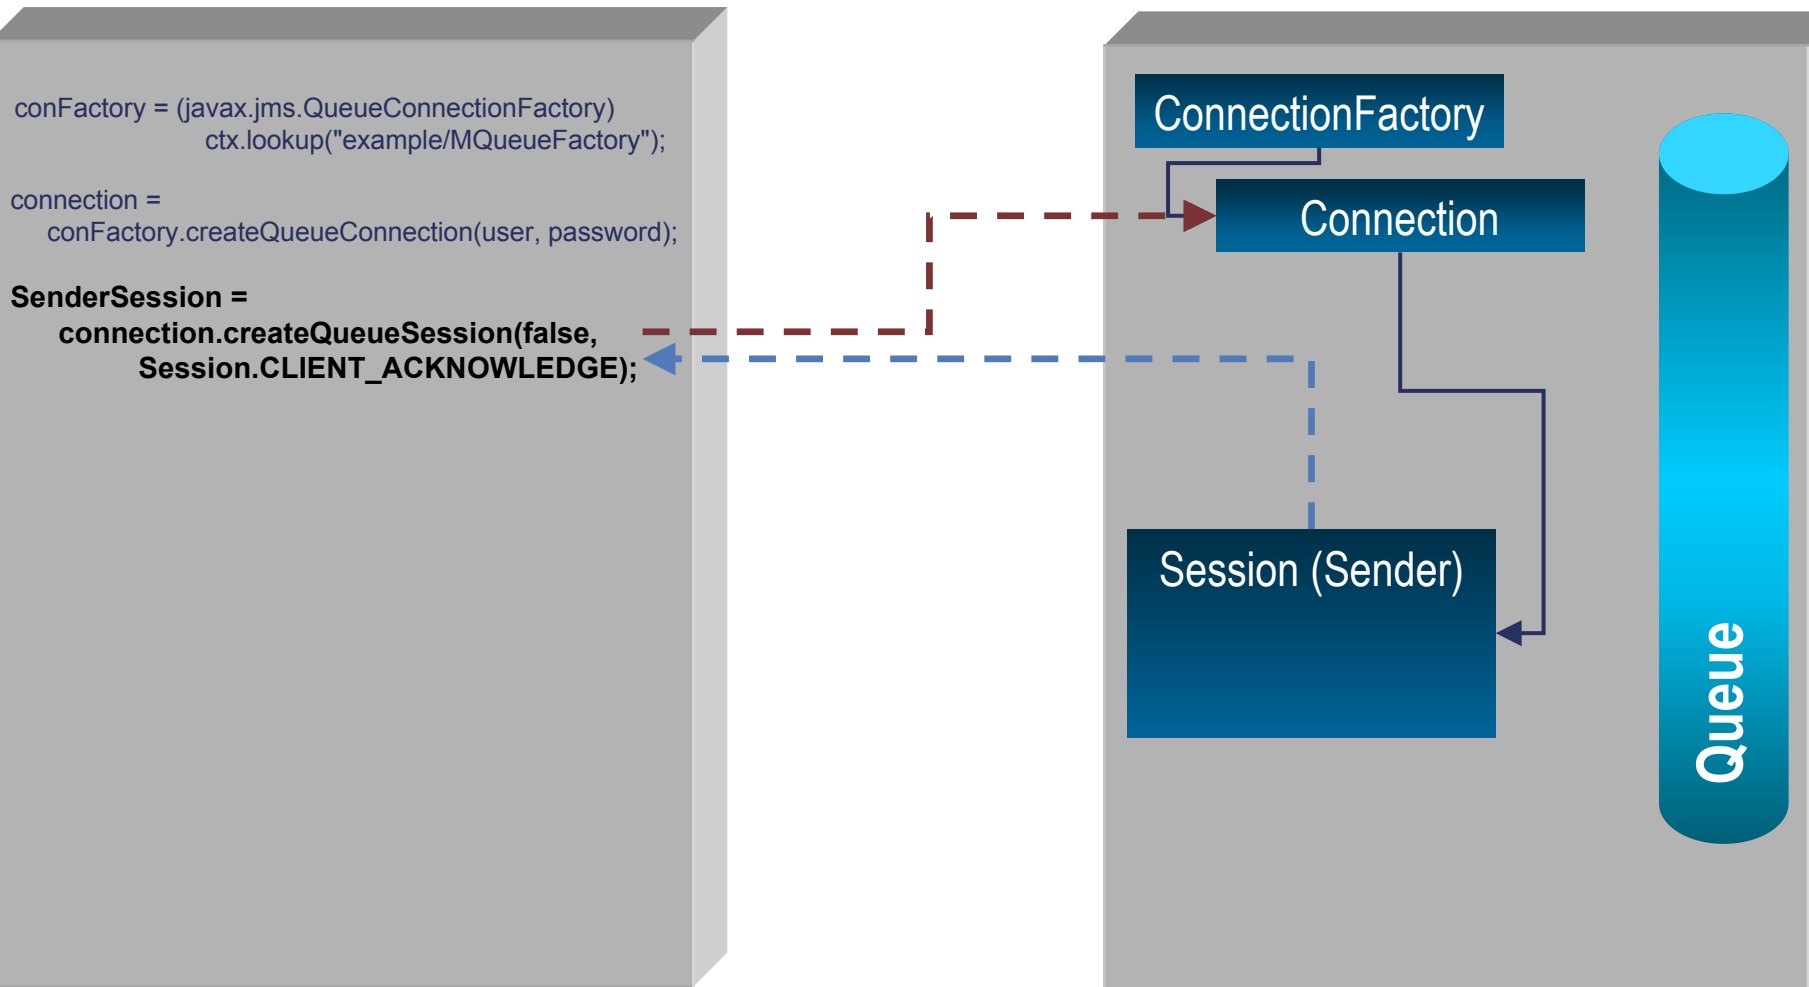 conFactory = (javax.jms.QueueConnectionFactory)
ctx.lookup("example/MQueueFactory");
connection =
conFactory.createQueueConnection(user, password);
SenderSession =
connection.createQueueSession(false,
Session.CLIENT_ACKNOWLEDGE);
ConnectionFactory
Connection
Session (Sender)
Queue